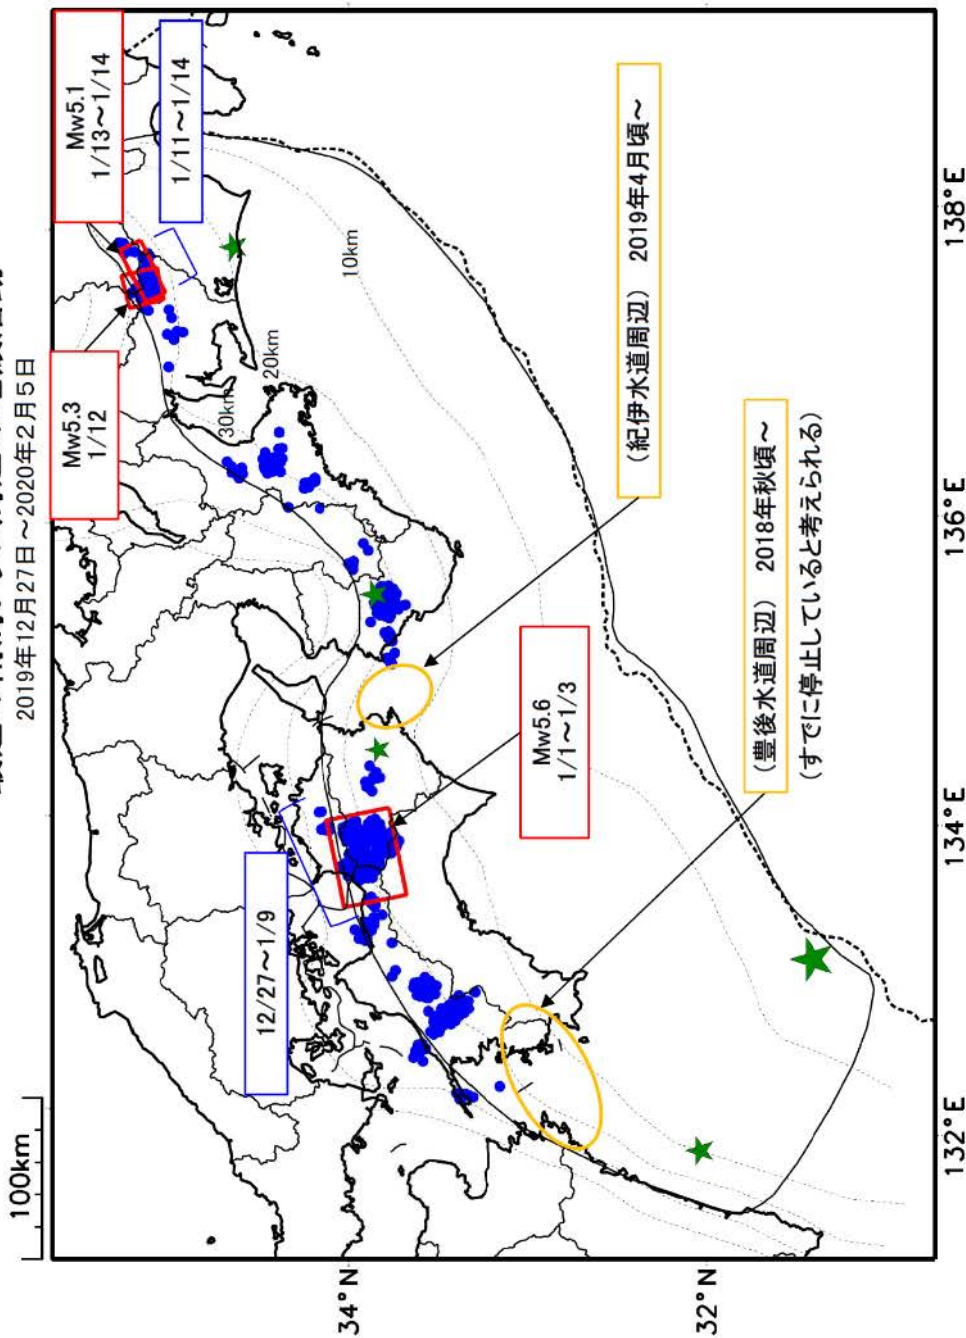 2019年12月27日～2020年2月5日
100km
Mw5.3
1/12
Mw5.1
1/13～1/14
1/11～1/14
12/27～1/9
30km
20km
10km
Mw5.6
1/1～1/3
(紀伊水道周辺) 2019年4月頃～
(豊後水道周辺) 2018年秋頃～
(すでに停止していると考えられる)
34°N
32°N
132°E
134°E
136°E
138°E